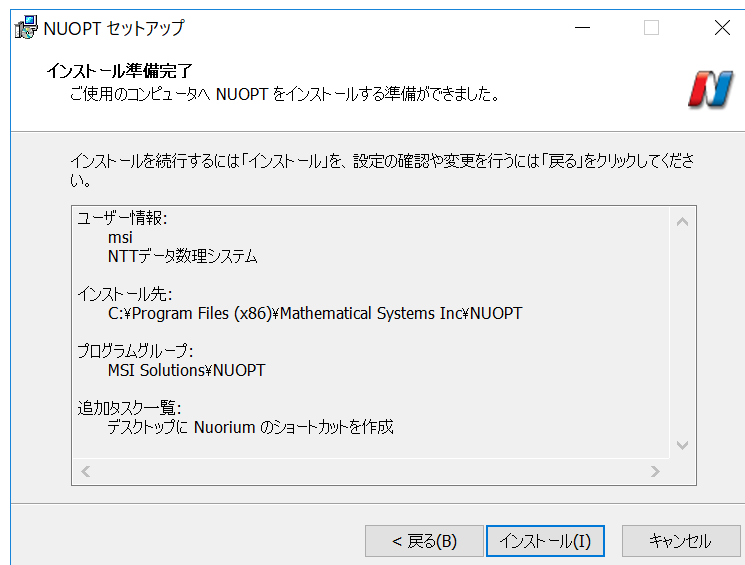 NUOPT セットアップ
インストール準備完了
ご使用のコンピュータへ NUOPT をインストールする準備ができました。
インストールを続行するには「インストール」を、設定の確認や変更を行うには「戻る」をクリックしてくださ
い。
ユーザー情報:
msi
NTTデータ数理システム
インストール先:
C:¥Program Files (x86)¥Mathematical Systems Inc¥NUOPT
プログラムグループ:
MSI Solutions¥NUOPT
追加タスク一覧:
デスクトップに Nuorium のショートカットを作成
< 戻る(B)
インストール(I)
キャンセル